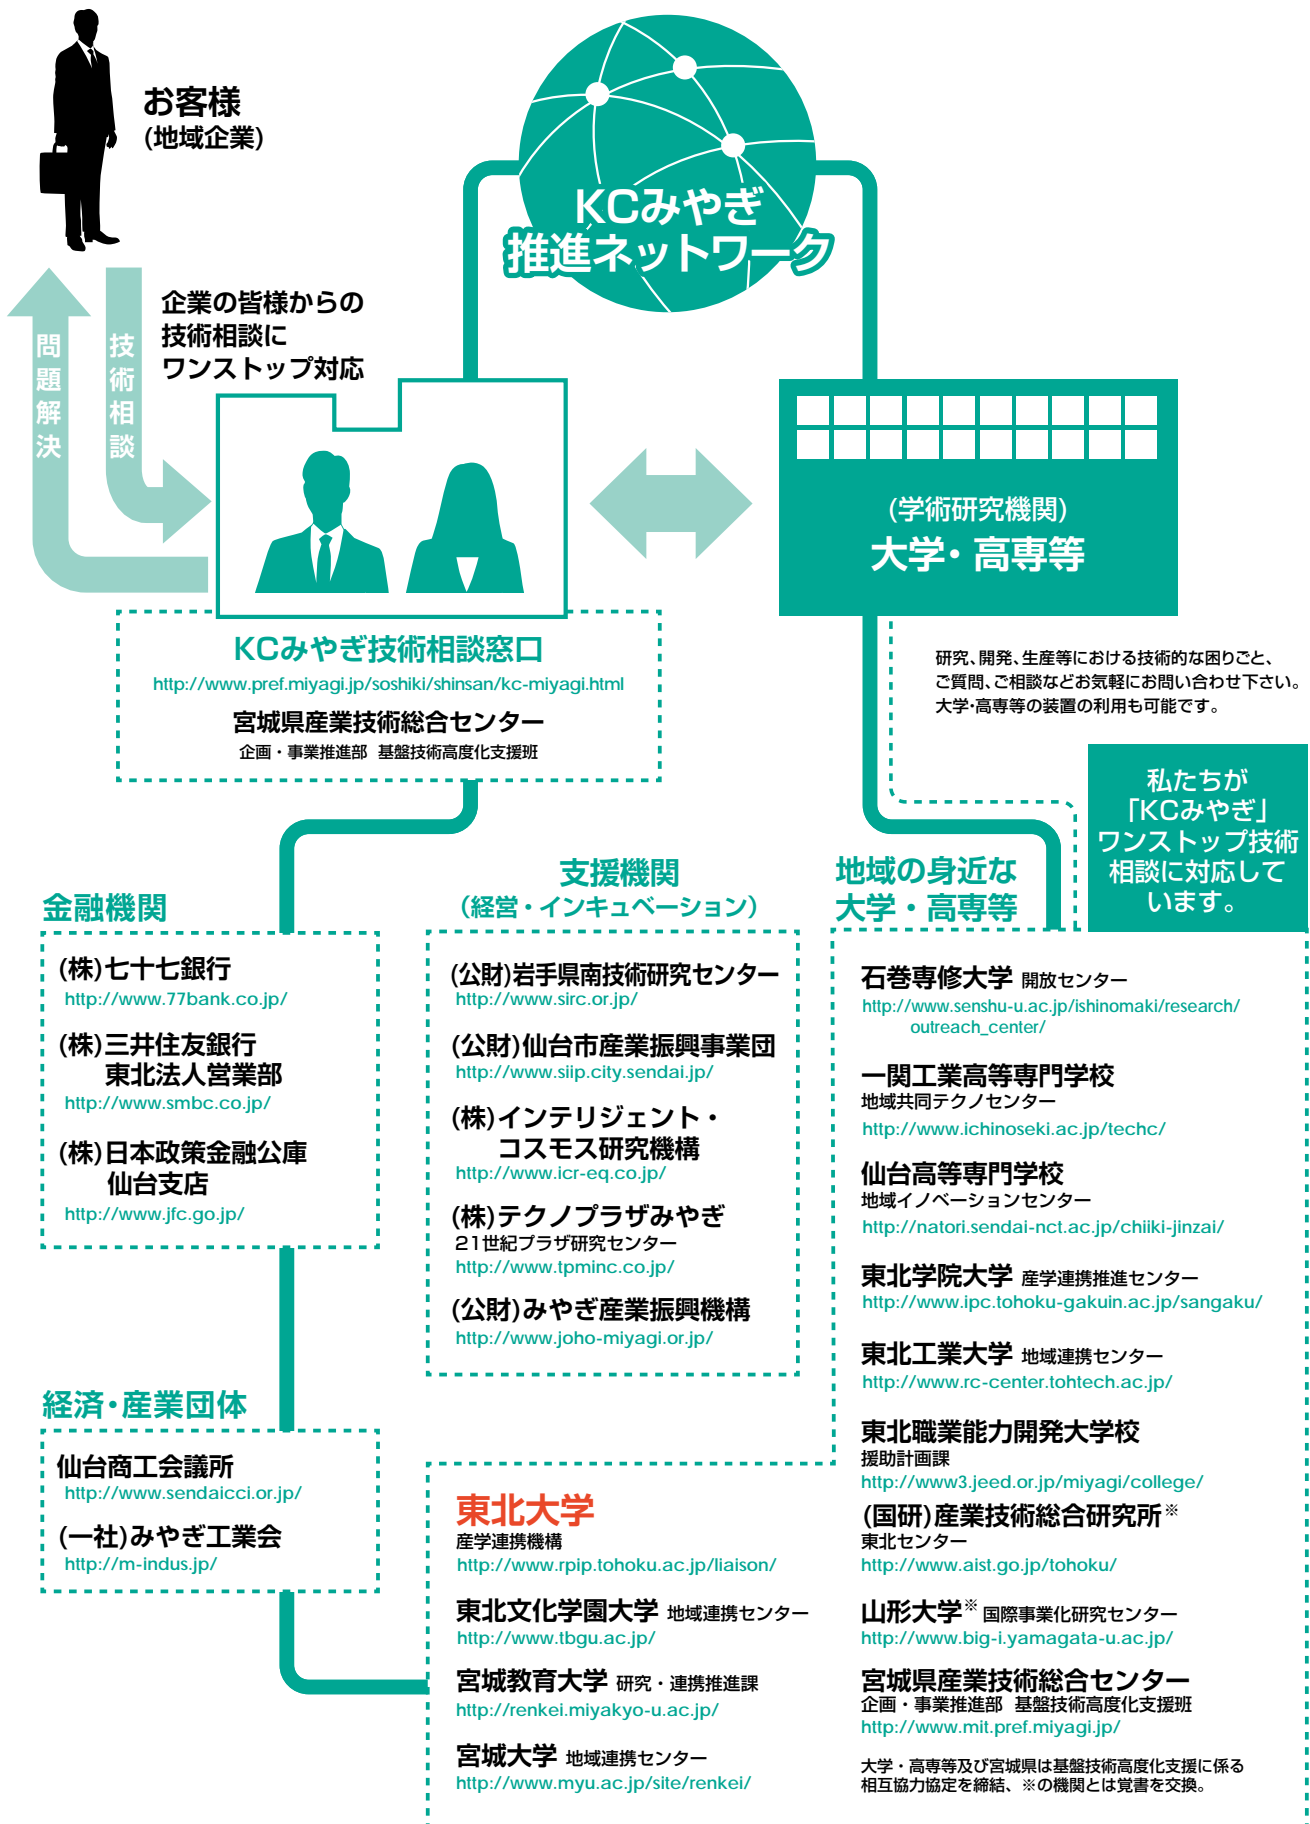 お客様
(地域企業)
KCみやぎ
推進ネットワーク
企業の皆様からの
技術相談に
ワンストップ対応
問題解決
技術相談
(学術研究機関)
大学・高専等
KCみやぎ技術相談窓口
http://www.pref.miyagi.jp/soshiki/shinsan/kc-miyagi.html
宮城県産業技術総合センター
企画・事業推進部 基盤技術高度化支援班
研究、開発、生産等における技術的な困りごと、
ご質問、ご相談などお気軽にお問い合わせ下さい。
大学・高専等の装置の利用も可能です。
私たちが
「KCみやぎ」
ワンストップ技術
相談に対応して
います。
金融機関
(株)七十七銀行
http://www.77bank.co.jp/
(株)三井住友銀行
東北法人営業部
http://www.smbc.co.jp/
(株)日本政策金融公庫
仙台支店
http://www.jfc.go.jp/
経済・産業団体
仙台商工会議所
http://www.sendaicci.or.jp/
(一社)みやぎ工業会
http://m-indus.jp/
支援機関
(経営・インキュベーション)
(公財)岩手県南技術研究センター
http://www.sirc.or.jp/
(公財)仙台市産業振興事業団
http://www.siip.city.sendai.jp/
(株)インテリジェント・
コスモス研究機構
http://www.icr-eq.co.jp/
(株)テクノプラザみやぎ
21世紀プラザ研究センター
http://www.tpminc.co.jp/
(公財)みやぎ産業振興機構
http://www.joho-miyagi.or.jp/
地域の身近な
大学・高専等
石巻専修大学 開放センター
http://www.senshu-u.ac.jp/ishinomaki/research/
outreach_center/
一関工業高等専門学校
地域共同テクノセンター
http://www.ichinoseki.ac.jp/techc/
仙台高等専門学校
地域イノベーションセンター
http://natori.sendai-nct.ac.jp/chiiki-jinzai/
東北学院大学 産学連携推進センター
http://www.ipc.tohoku-gakuin.ac.jp/sangaku/
東北工業大学 地域連携センター
http://www.rc-center.tohtech.ac.jp/
東北職業能力開発大学校
援助計画課
http://www3.jeed.or.jp/miyagi/college/
(国研)産業技術総合研究所※
東北センター
http://www.aist.go.jp/tohoku/
山形大学※ 国際事業化研究センター
http://www.big-i.yamagata-u.ac.jp/
宮城県産業技術総合センター
企画・事業推進部 基盤技術高度化支援班
http://www.mit.pref.miyagi.jp/
大学・高専等及び宮城県は基盤技術高度化支援に係る
相互協力協定を締結、※の機関とは覚書を交換。
東北大学
産学連携機構
http://www.rpip.tohoku.ac.jp/liaison/
東北文化学園大学 地域連携センター
http://www.tbgu.ac.jp/
宮城教育大学 研究・連携推進課
http://renkei.miyakyo-u.ac.jp/
宮城大学 地域連携センター
http://www.myu.ac.jp/site/renkei/